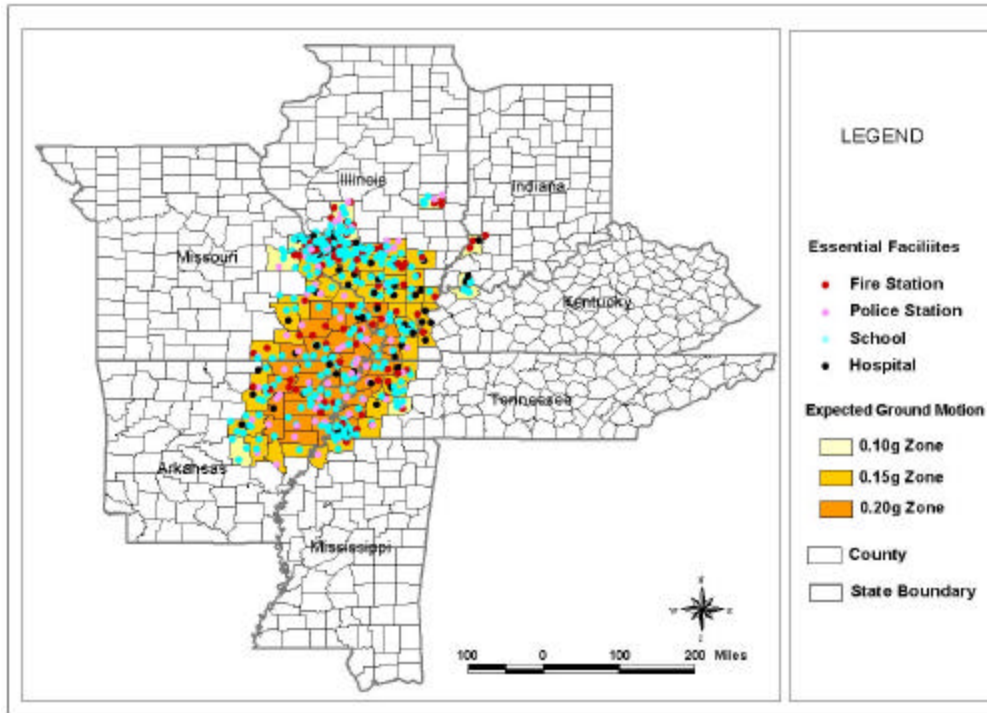 LEGEND
Illinois
Indiana
Missouri
Kentucky
Tennessee
Arkansas
Mississippi
Essential Faciliites
Fire Station
Police Station
School
Hospital
Expected Ground Motion
0.10g Zone
0.15g Zone
0.20g Zone
County
State Boundary
N
W E
S
100 0 100 200 Miles